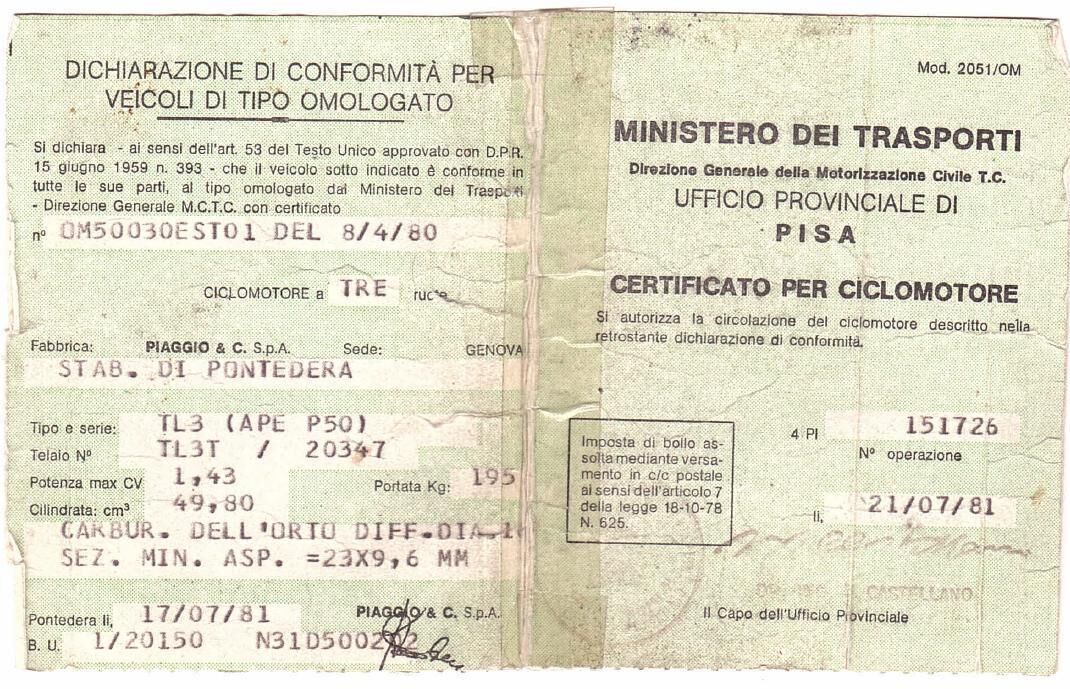 DICHIARAZIONE DI CONFORMITÀ PER
VEICOLI DI TIPO OMOLOGATO
Si dichiara - ai sensi dell'art. 53 del Testo Unico approvato con D.P.R.
15 giugno 1959 n. 393 - che il veicolo sotto indicato è conforme in
tutte le sue parti, al tipo omologato dal Ministero dei Trasporti
- Direzione Generale M.C.T.C. con certificato
n° OM50030EST01 DEL 8/4/80
CICLOMOTORE a TRE ruote
Fabbrica: PIAGGIO & C. S.p.A. Sede: GENOVA
STAB. DI PONTEDERA
Tipo e serie: TL3 (APE P50)
Telaio N° TL3T / 20347
Potenza max CV 1,43 Portata Kg: 195
Cilindrata: cm³ 49,80
CARBUR. DELL'ORTO DIFF.DIA.
SEZ. MIN. ASP. =23X9,6 MM
Pontedera li, 17/07/81 PIAGGIO & C. S.p.A.
B. U. 1/20150
Mod. 2051/OM
MINISTERO DEI TRASPORTI
Direzione Generale della Motorizzazione Civile T.C.
UFFICIO PROVINCIALE DI
PISA
CERTIFICATO PER CICLOMOTORE
Si autorizza la circolazione del ciclomotore descritto nella
retrostante dichiarazione di conformità.
4 PI 151726
N° operazione
Imposta di bollo as-
solta mediante versa-
mento in c/c postale
ai sensi dell'articolo 7
della legge 18-10-78
N. 625.
li, 21/07/81
CASTELLANO
Il Capo dell'Ufficio Provinciale